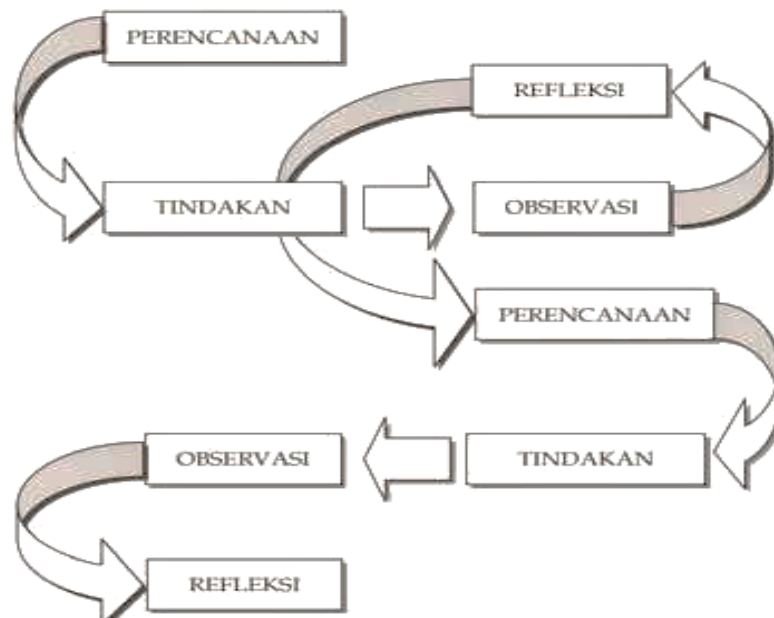 PERENCANAAN
TINDAKAN
OBSERVASI
REFLEKSI
PERENCANAAN
TINDAKAN
OBSERVASI
REFLEKSI